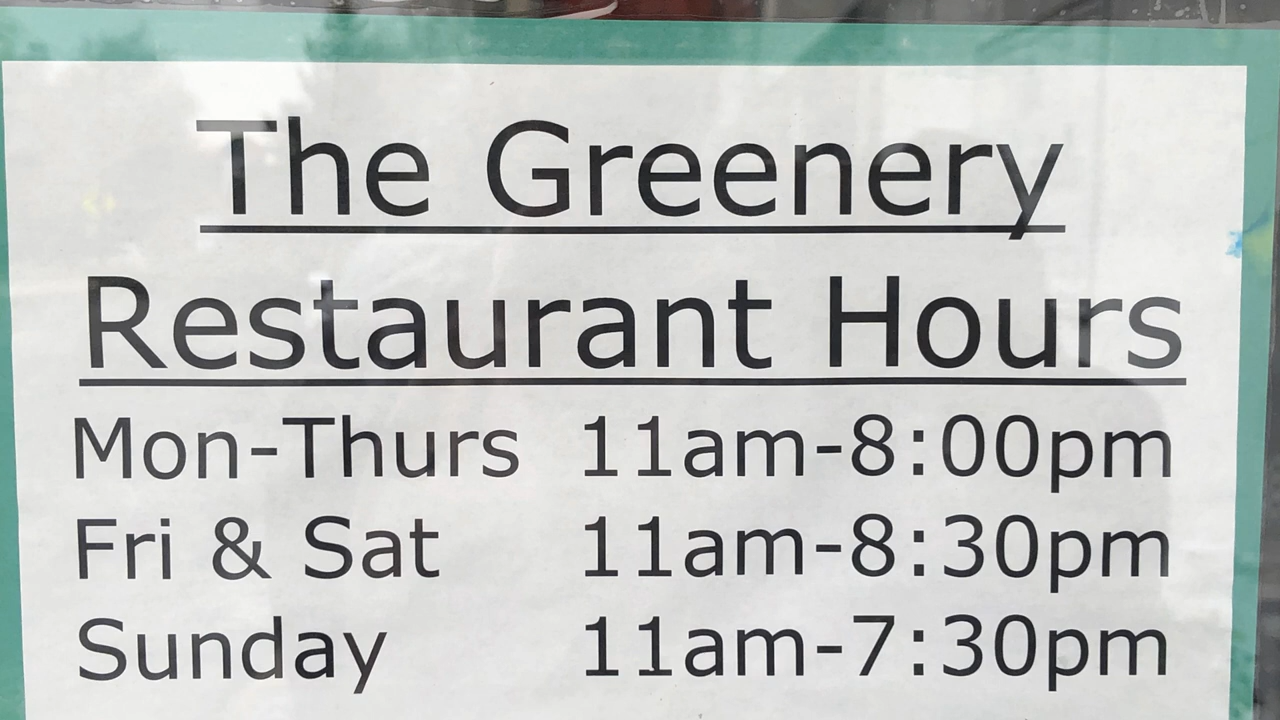 The Greenery
Restaurant Hours
Mon-Thurs 11am-8:00pm
Fri & Sat 11am-8:30pm
Sunday 11am-7:30pm